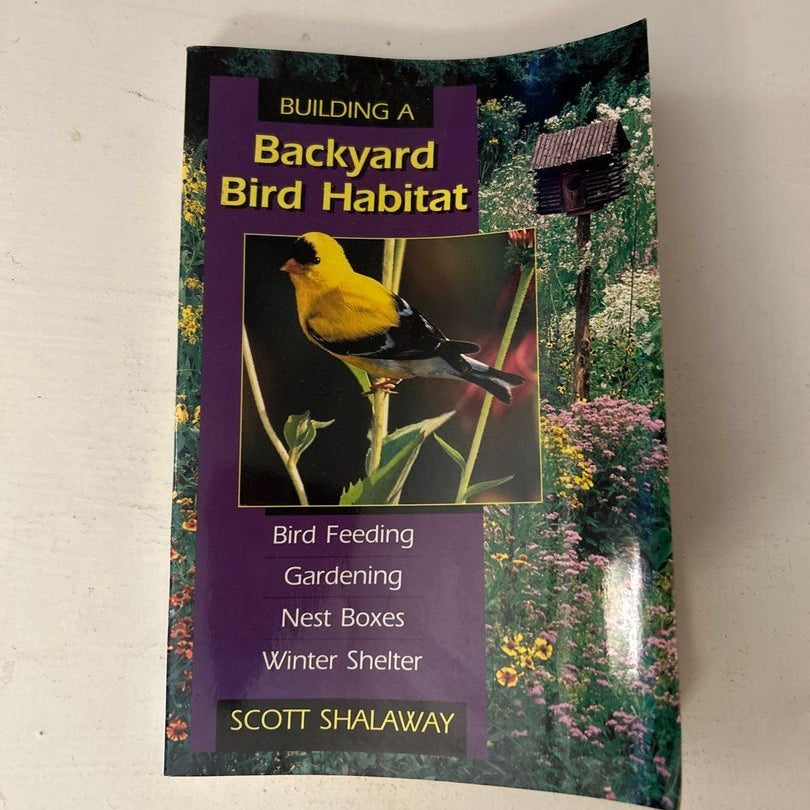 BUILDING A
Backyard
Bird Habitat
Bird Feeding
Gardening
Nest Boxes
Winter Shelter
SCOTT SHALAWAY